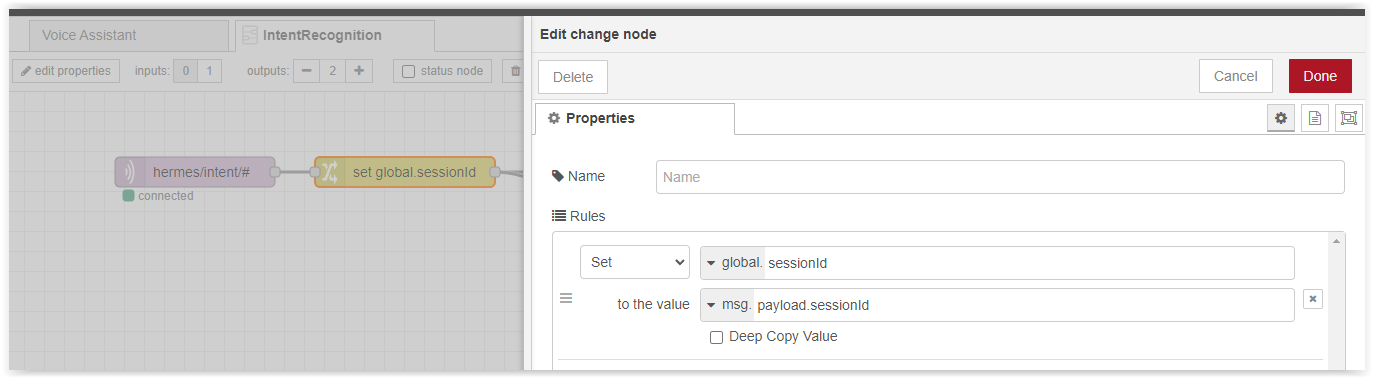 Voice Assistant
IntentRecognition
edit properties inputs: 0 1 outputs: 2 status node
hermes/intent/#
connected
set global.sessionId
Edit change node
Delete Cancel Done
Properties
Name Name
Rules
Set global. sessionId
to the value msg. payload.sessionId
Deep Copy Value